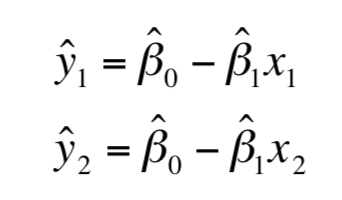 ŷ₁ = β̂₀ − β̂₁x₁
ŷ₂ = β̂₀ − β̂₁x₂